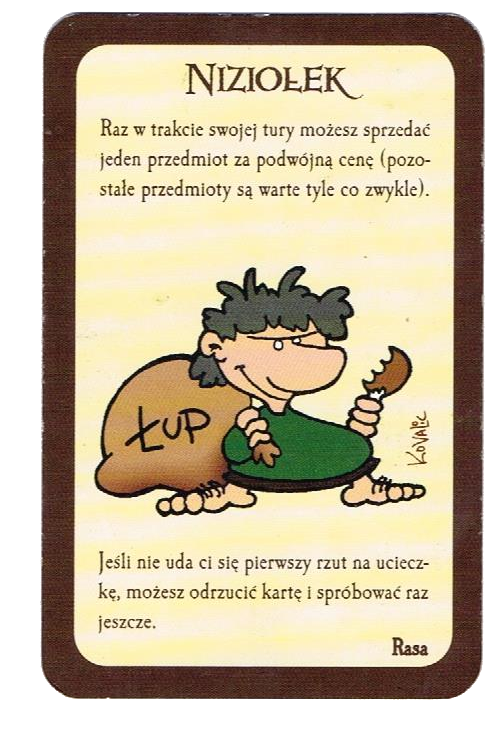 NIZIOŁEK
Raz w trakcie swojej tury możesz sprzedać
jeden przedmiot za podwójną cenę (pozo-
stałe przedmioty są warte tyle co zwykle).
ŁUP
KOVALIC
Jeśli nie uda ci się pierwszy rzut na uciecz-
kę, możesz odrzucić kartę i spróbować raz
jeszcze.
Rasa